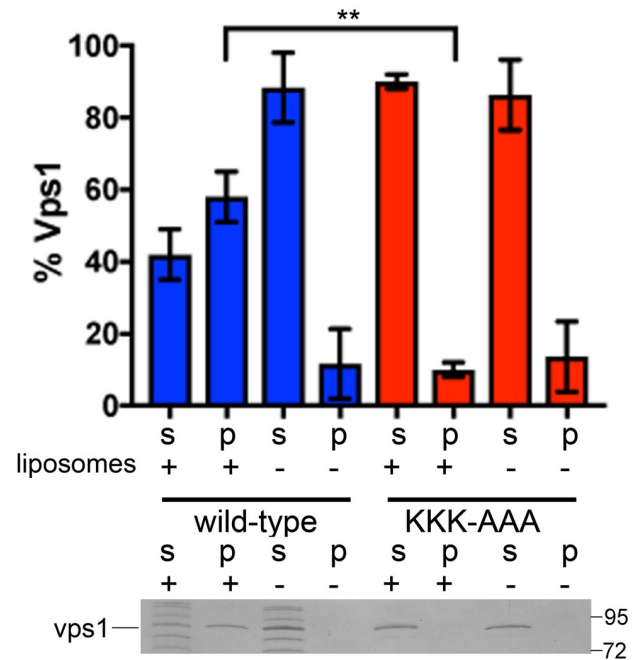 **
100
80
60
40
20
0
% Vps1
s p s p s p s p
liposomes + + - - + + - -
wild-type KKK-AAA
s p s p s p s p
+ + - - + + - -
vps1
95
72